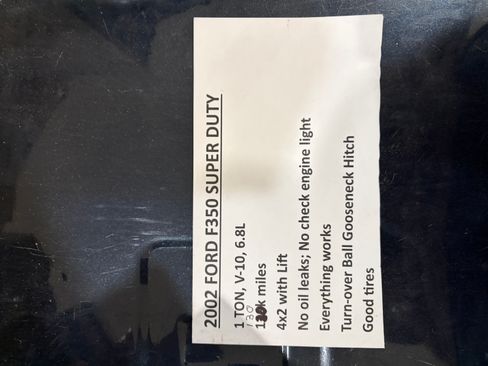 2002 FORD F350 SUPER DUTY
1 TON, V-10, 6.8L
130k miles
4x2 with Lift
No oil leaks; No check engine light
Everything works
Turn-over Ball Gooseneck Hitch
Good tires